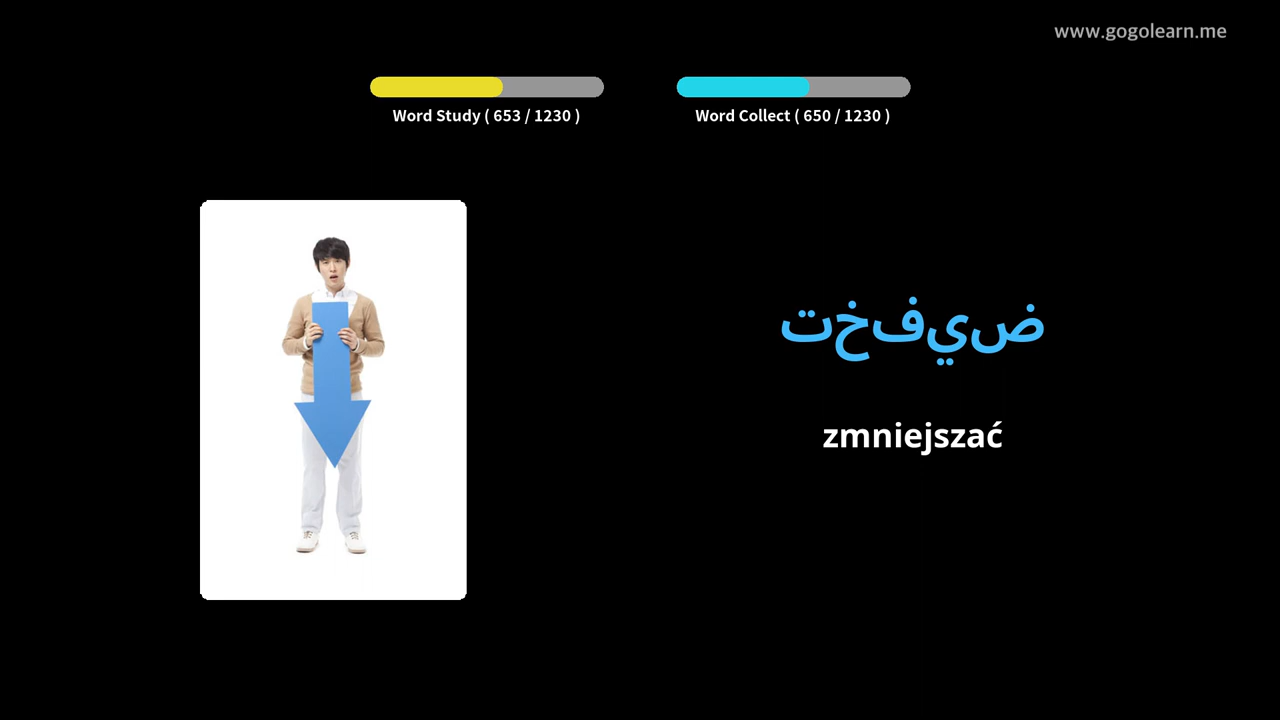 www.gogolearn.me
Word Study ( 653 / 1230 )
Word Collect ( 650 / 1230 )
تخفيض
zmniejszać